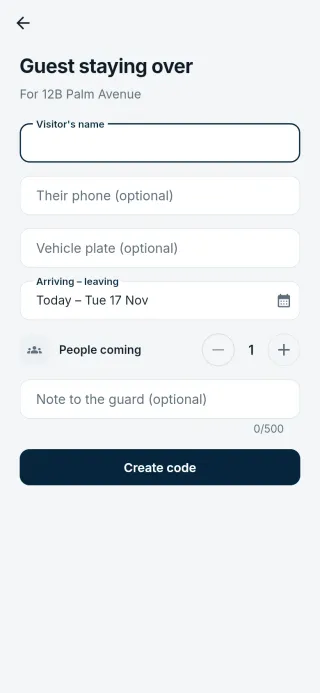 Guest staying over
For 12B Palm Avenue
Visitor's name
Their phone (optional)
Vehicle plate (optional)
Arriving – leaving
Today – Tue 17 Nov
People coming
1
Note to the guard (optional)
0/500
Create code